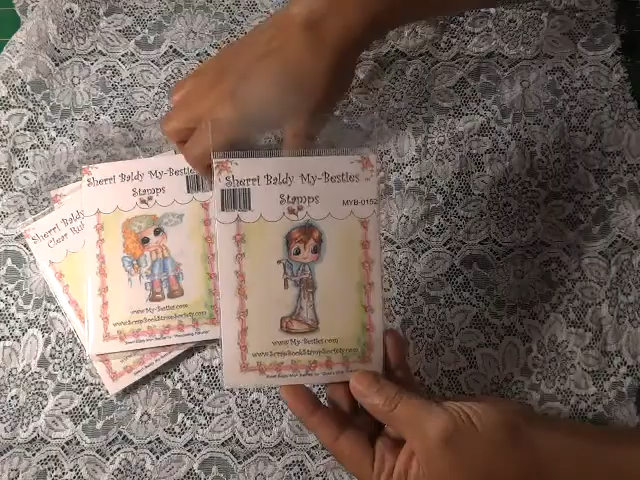 Sherri Baldy My-Besties
Stamps
MYB-0152
www.My-Besties.com
www.ScrapBookStampSociety.com
Sherri Baldy My-Besties
Stamps
www.My-Besties.com
www.ScrapBookStampSociety
Sherri Baldy
Clear Rub